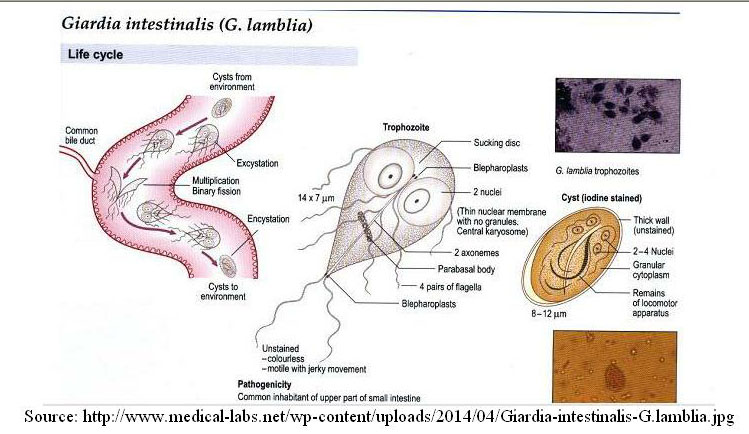 Giardia intestinalis (G. lamblia)
Life cycle
Cysts from
environment
Common
bile duct
Excystation
Multiplication
Binary fission
Encystation
Cysts to
environment
Trophozoite
Sucking disc
Blepharoplasts
2 nuclei
(Thin nuclear membrane
with no granules.
Central karyosome)
14 x 7 µm
2 axonemes
Parabasal body
4 pairs of flagella
Blepharoplasts
Unstained
–colourless
–motile with jerky movement
Pathogenicity
Common inhabitant of upper part of small intestine
G. lamblia trophozoites
Cyst (iodine stained)
Thick wall
(unstained)
2–4 Nuclei
Granular
cytoplasm
Remains
of locomotor
apparatus
8–12 µm
Source: http://www.medical-labs.net/wp-content/uploads/2014/04/Giardia-intestinalis-G.lamblia.jpg